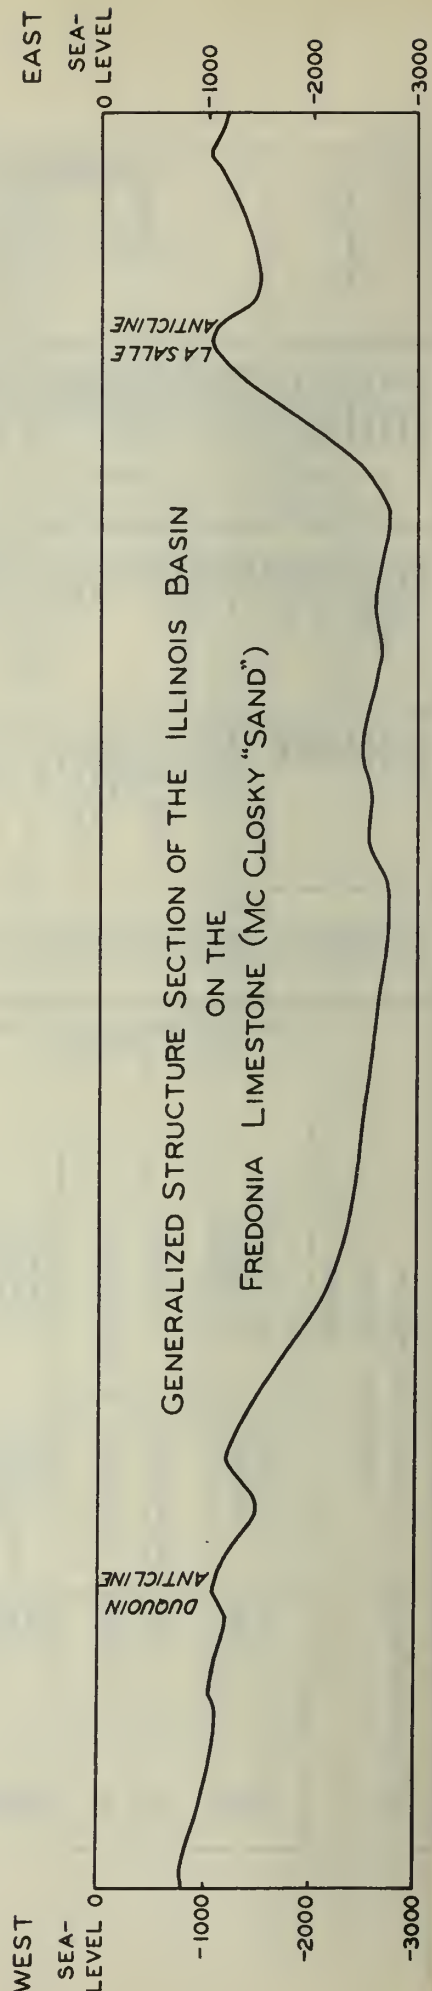 WEST
SEA-
LEVEL 0
-1000
-2000
-3000
DUQUOIN
ANTICLINE
GENERALIZED STRUCTURE SECTION OF THE ILLINOIS BASIN
ON THE
FREDONIA LIMESTONE (MC CLOSKY "SAND")
LA SALLE
ANTICLINE
EAST
SEA-
0 LEVEL
-1000
-2000
-3000